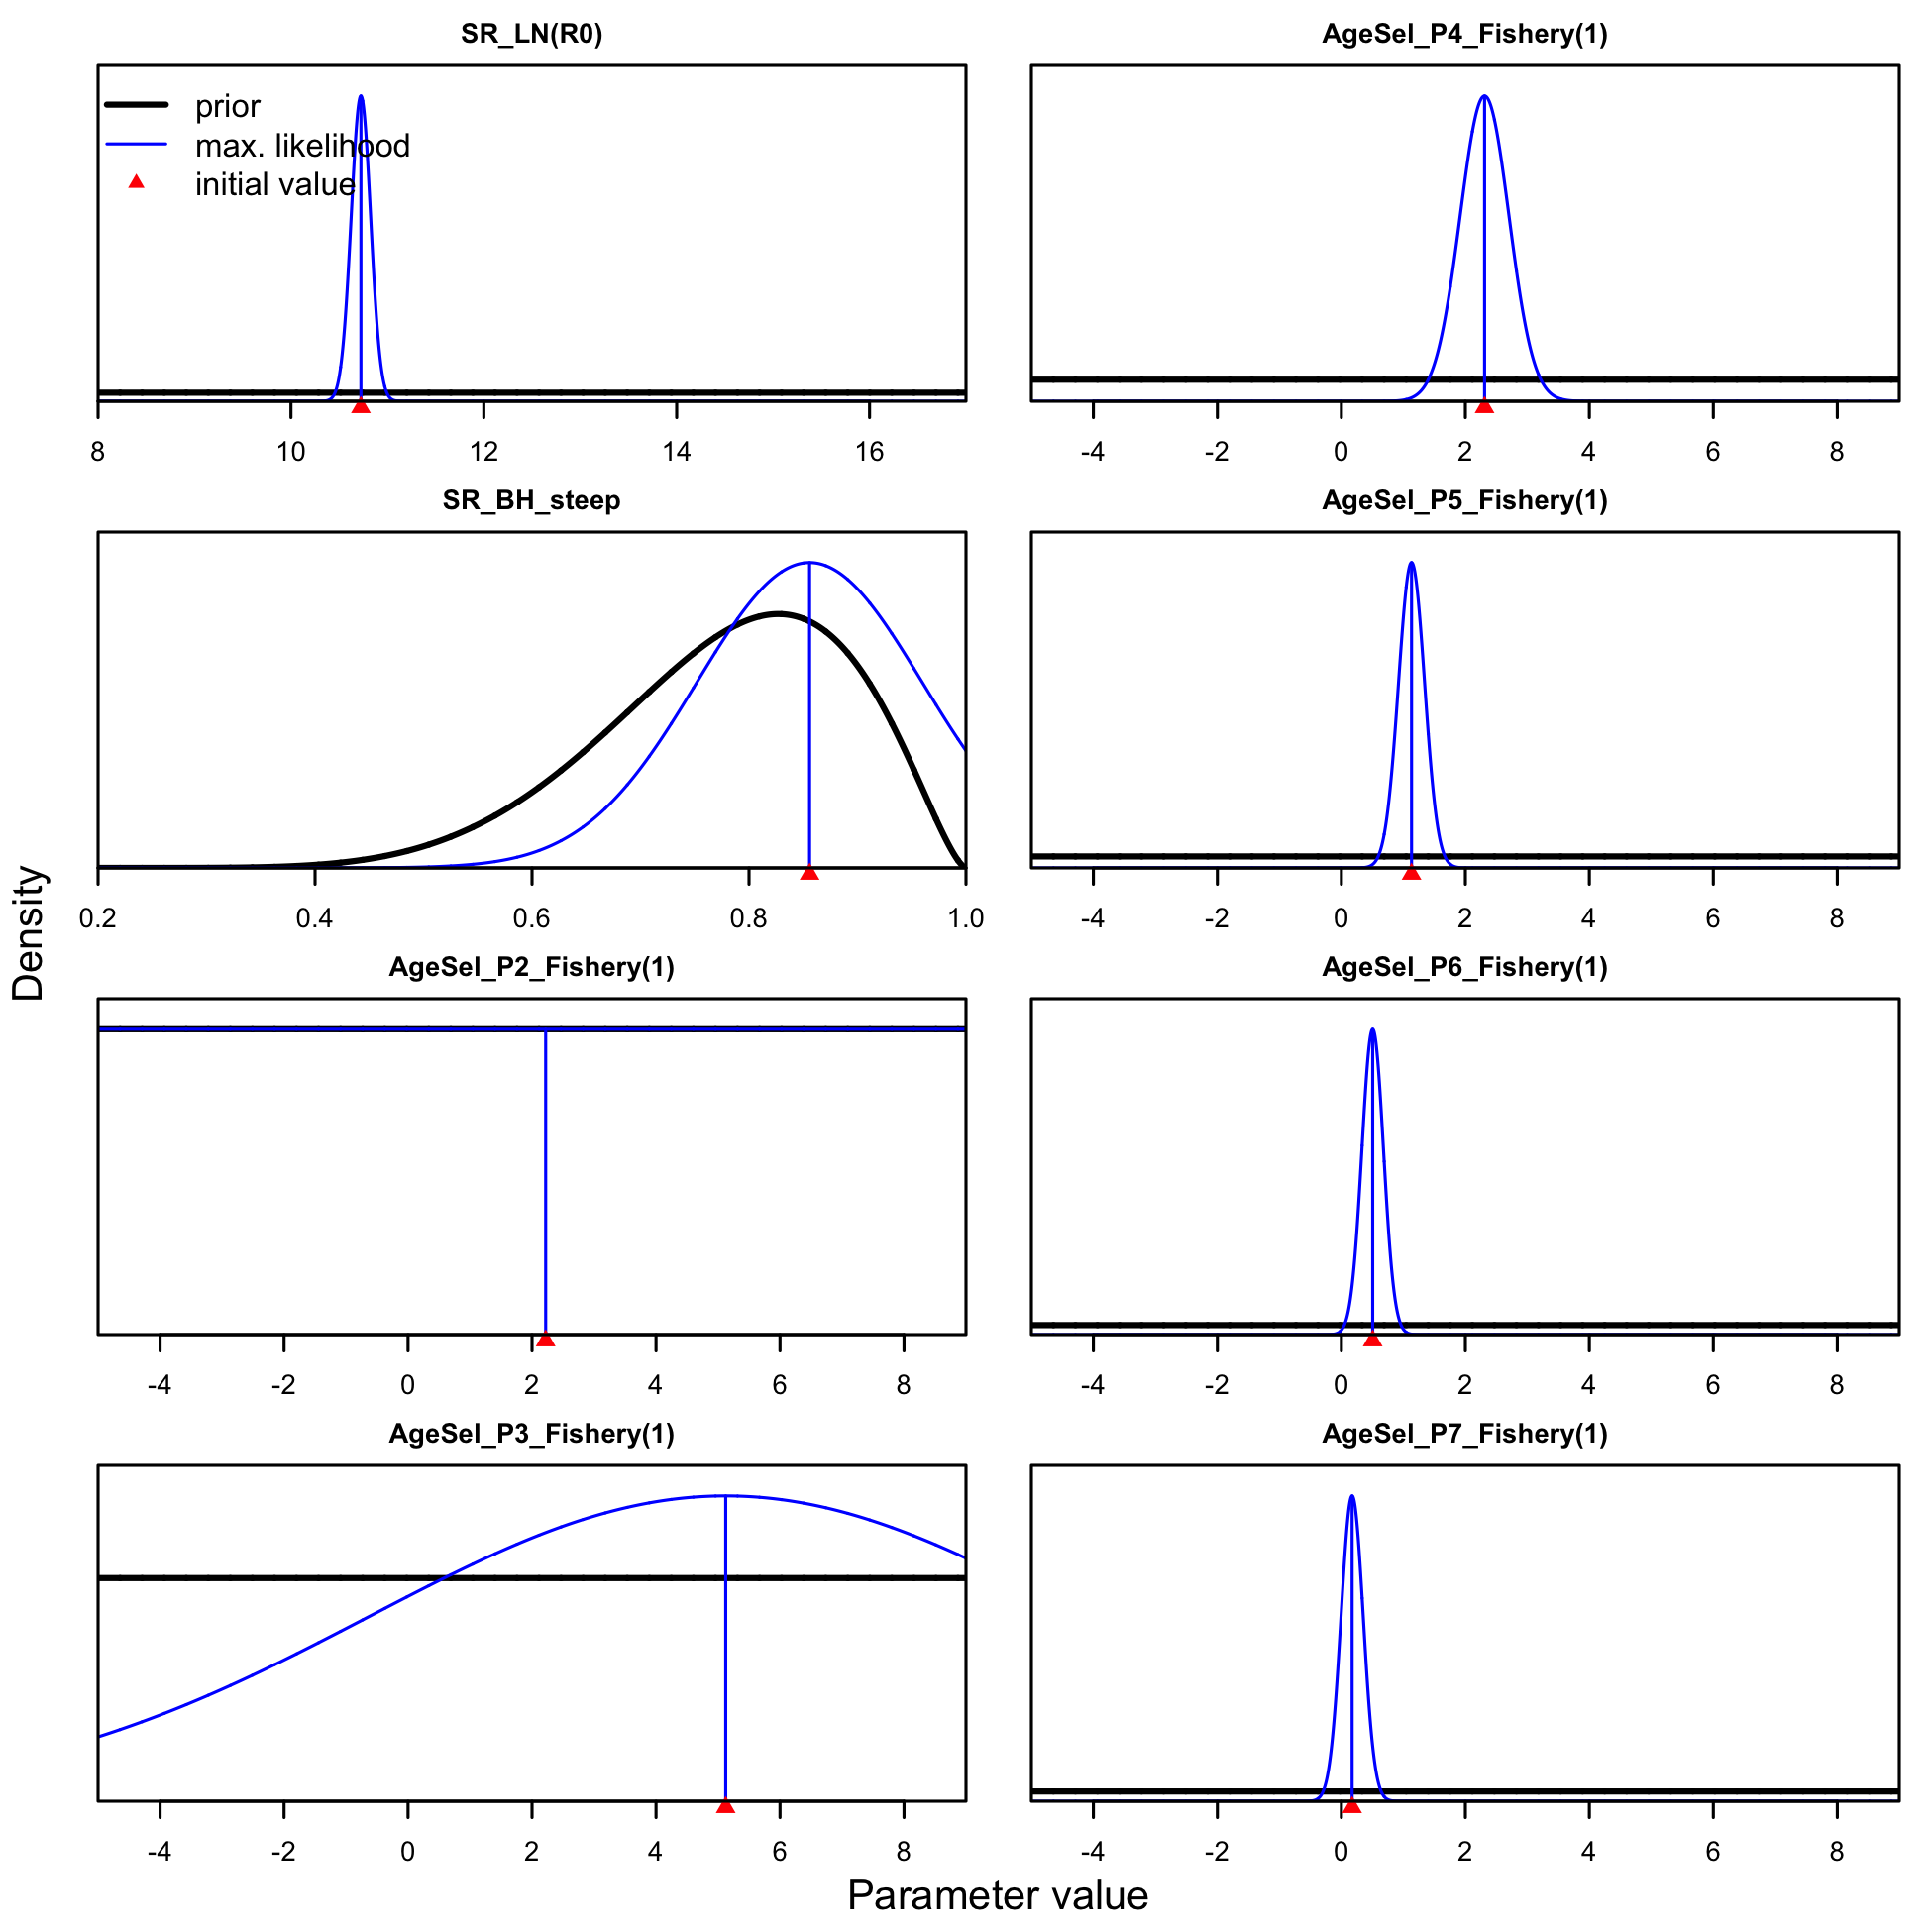 SR_LN(R0)
prior
max. likelihood
initial value
8 10 12 14 16
AgeSel_P4_Fishery(1)
-4 -2 0 2 4 6 8
SR_BH_steep
0.2 0.4 0.6 0.8 1.0
AgeSel_P5_Fishery(1)
-4 -2 0 2 4 6 8
AgeSel_P2_Fishery(1)
-4 -2 0 2 4 6 8
AgeSel_P6_Fishery(1)
-4 -2 0 2 4 6 8
AgeSel_P3_Fishery(1)
-4 -2 0 2 4 6 8
AgeSel_P7_Fishery(1)
-4 -2 0 2 4 6 8
Density
Parameter value